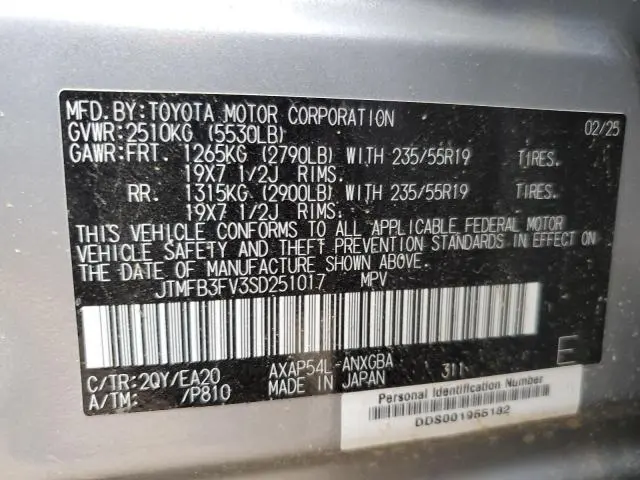 MFD.BY:TOYOTA MOTOR CORPORATION 02/25
GVWR:2510KG (5530LB)
GAWR:FRT. 1265KG (2790LB) WITH 235/55R19 TIRES.
19X7 1/2J RIMS.
RR. 1315KG (2900LB) WITH 235/55R19 TIRES.
19X7 1/2J RIMS.
THIS VEHICLE CONFORMS TO ALL APPLICABLE FEDERAL MOTOR
VEHICLE SAFETY AND THEFT PREVENTION STANDARDS IN EFFECT ON
THE DATE OF MANUFACTURE SHOWN ABOVE.
JTMFB3FV3SD251017 MPV
E
C/TR:2QY/EA20 AXAP54L-ANXGBA 311
A/TM: /P810 MADE IN JAPAN
Personal Identification Number
DDS001955182